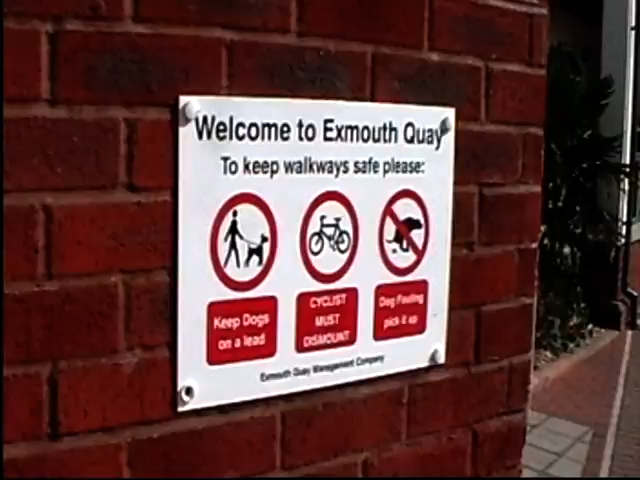 Welcome to Exmouth Quay
To keep walkways safe please:
Keep Dogs
on a lead
CYCLIST
MUST
DISMOUNT
Dog Fouling
pick it up
Exmouth Quay Management Company